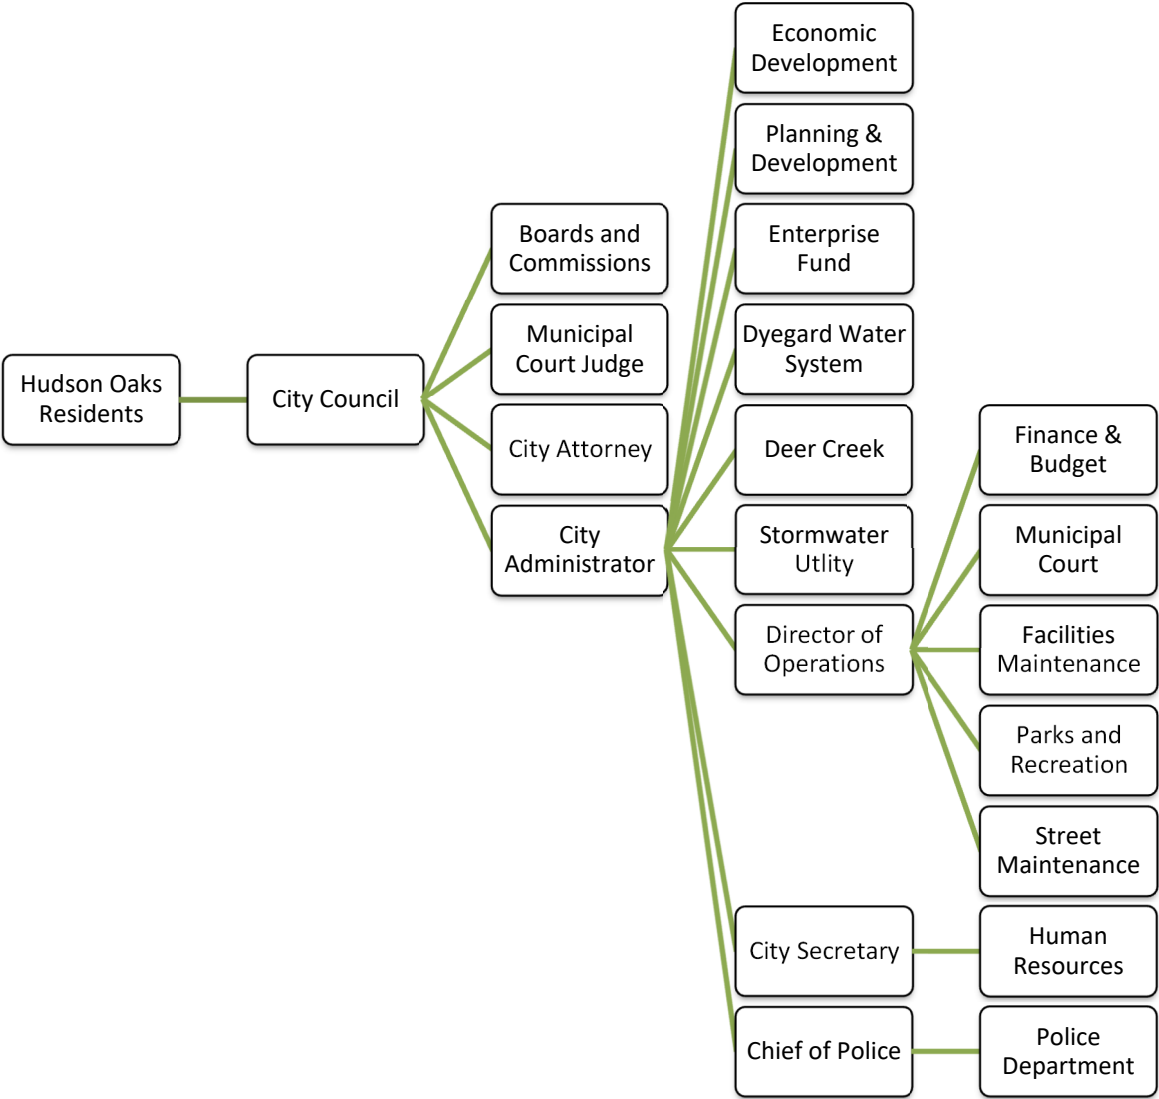 Hudson Oaks
Residents
City Council
Boards and
Commissions
Municipal
Court Judge
City Attorney
City
Administrator
Economic
Development
Planning &
Development
Enterprise
Fund
Dyegard Water
System
Deer Creek
Stormwater
Utlity
Director of
Operations
Finance &
Budget
Municipal
Court
Facilities
Maintenance
Parks and
Recreation
Street
Maintenance
City Secretary
Human
Resources
Chief of Police
Police
Department